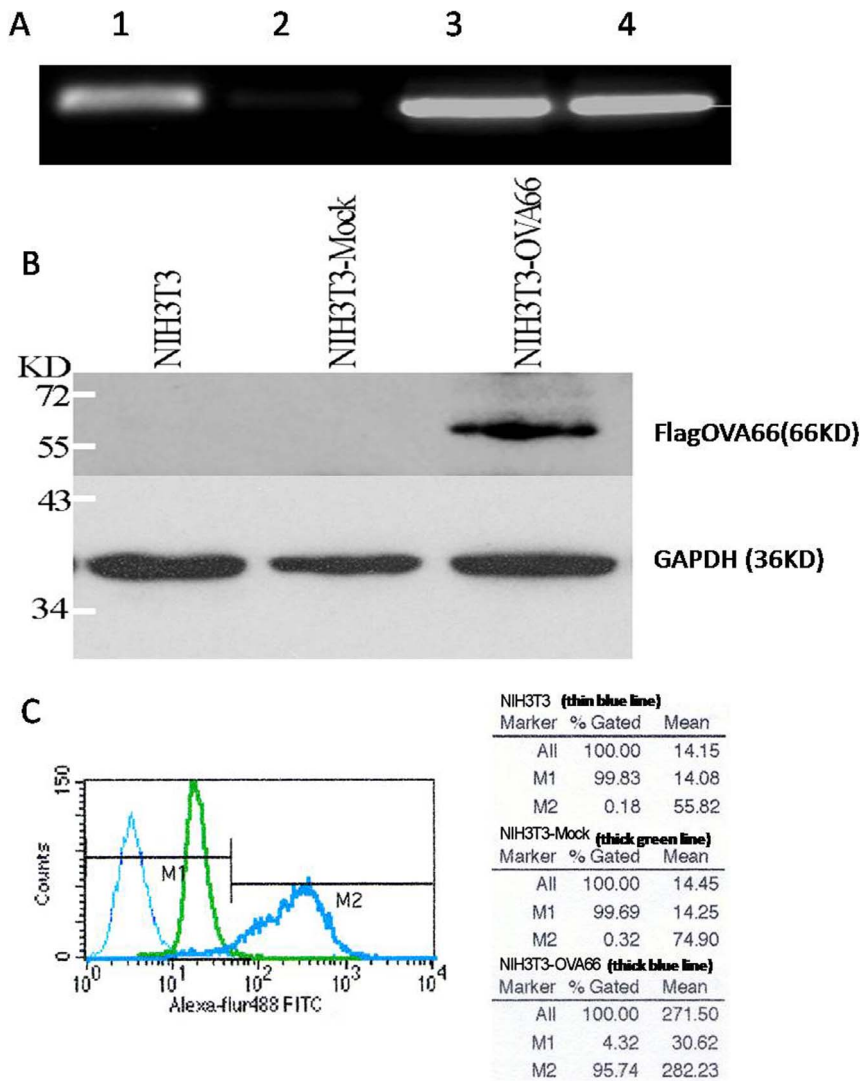 A
1 2 3 4
B
NIH3T3
NIH3T3-Mock
NIH3T3-OVA66
KD
72
55
FlagOVA66(66KD)
43
GAPDH (36KD)
34
C
150
Counts
0
M1
M2
10^0 10^1 10^2 10^3 10^4
Alexa-flur488 FITC
NIH3T3 (thin blue line)
Marker % Gated Mean
All 100.00 14.15
M1 99.83 14.08
M2 0.18 55.82
NIH3T3-Mock (thick green line)
Marker % Gated Mean
All 100.00 14.45
M1 99.69 14.25
M2 0.32 74.90
NIH3T3-OVA66 (thick blue line)
Marker % Gated Mean
All 100.00 271.50
M1 4.32 30.62
M2 95.74 282.23